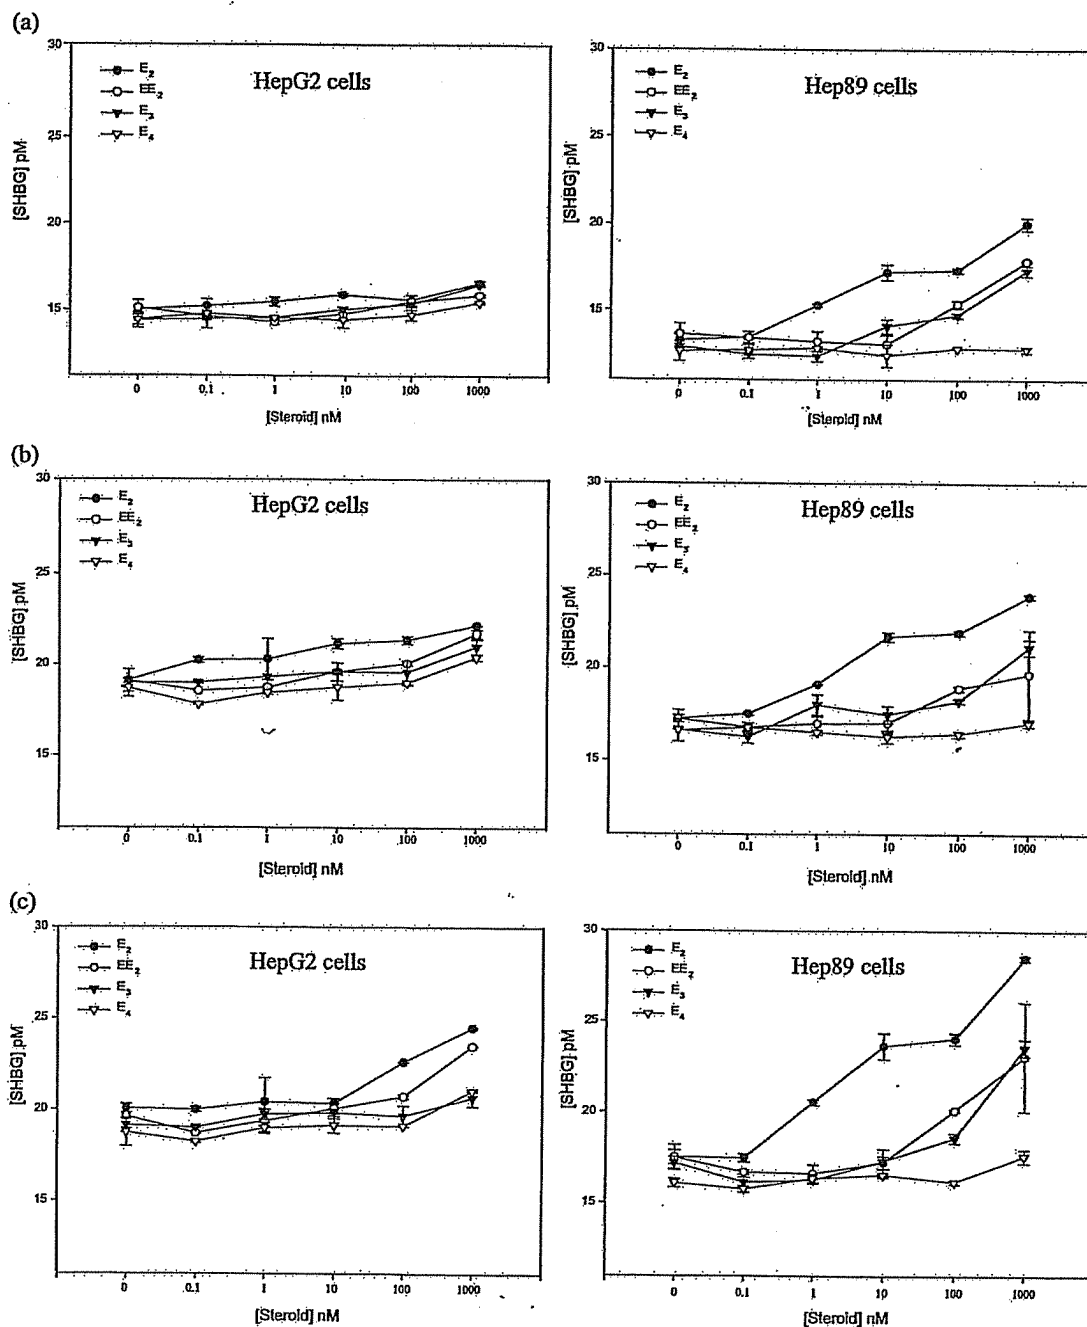 (a)
HepG2 cells
E2
EE2
E3
E4
[SHBG] pM
30
25
20
15
0 0.1 1 10 100 1000
[Steroid] nM
Hep89 cells
E2
EE2
E3
E4
[SHBG] pM
30
25
20
15
0 0.1 1 10 100 1000
[Steroid] nM
(b)
HepG2 cells
E2
EE2
E3
E4
[SHBG] pM
30
25
20
15
0 0.1 1 10 100 1000
[Steroid] nM
Hep89 cells
E2
EE2
E3
E4
[SHBG] pM
30
25
20
15
0 0.1 1 10 100 1000
[Steroid] nM
(c)
HepG2 cells
E2
EE2
E3
E4
[SHBG] pM
30
25
20
15
0 0.1 1 10 100 1000
[Steroid] nM
Hep89 cells
E2
EE2
E3
E4
[SHBG] pM
30
25
20
15
0 0.1 1 10 100 1000
[Steroid] nM